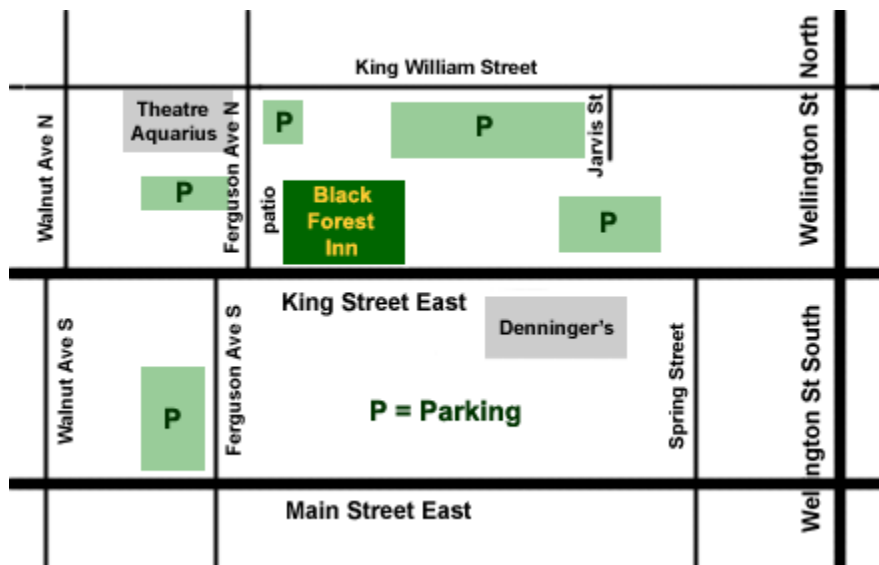 King William Street
North
Wellington St
Walnut Ave N
Theatre
Aquarius
Ferguson Ave N
P
P
Jarvis St
P
patio
Black
Forest
Inn
P
King Street East
Denninger's
Walnut Ave S
P
Ferguson Ave S
P = Parking
Spring Street
Wellington St South
Main Street East